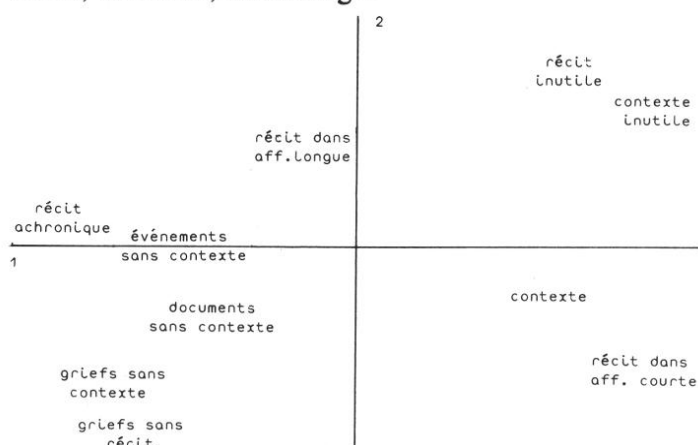 2
récit
inutile
contexte
inutile
récit dans
aff.longue
récit
achronique
événements
sans contexte
1
contexte
documents
sans contexte
récit dans
aff. courte
griefs sans
contexte
griefs sans
récit